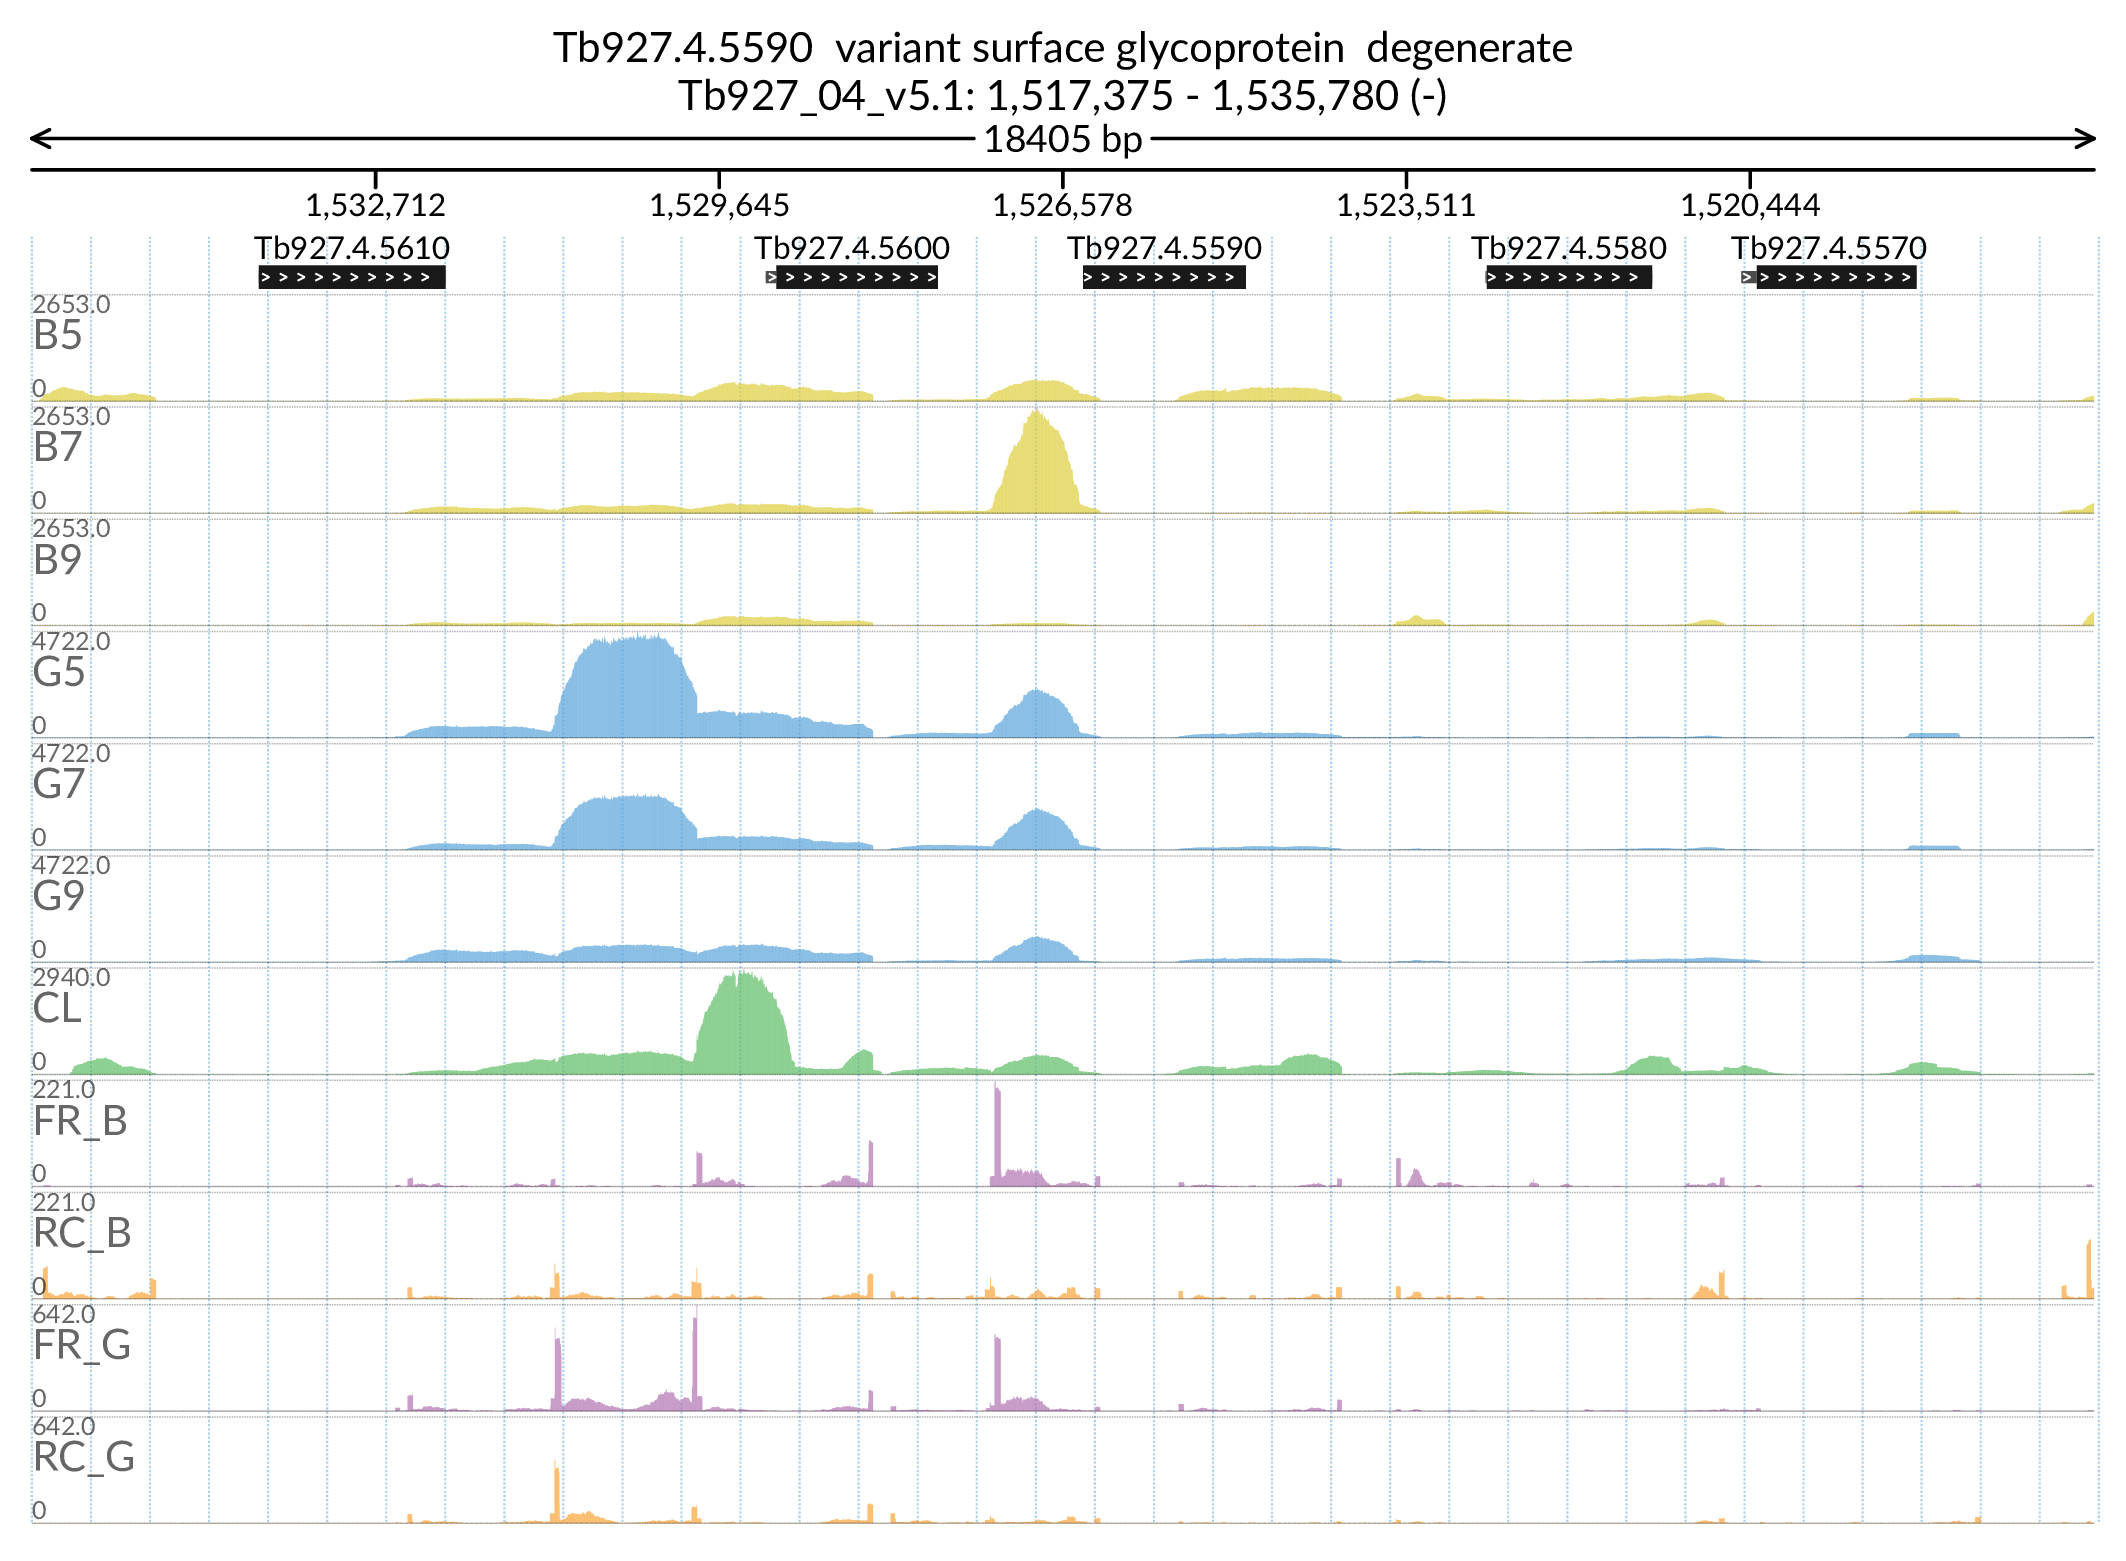 Tb927.4.5590  variant surface glycoprotein  degenerate
Tb927_04_v5.1: 1,517,375 - 1,535,780 (-)
18405 bp
1,532,712 1,529,645 1,526,578 1,523,511 1,520,444
Tb927.4.5610 Tb927.4.5600 Tb927.4.5590 Tb927.4.5580 Tb927.4.5570
2653.0
B5
0
2653.0
B7
0
2653.0
B9
0
4722.0
G5
0
4722.0
G7
0
4722.0
G9
0
2940.0
CL
0
221.0
FR_B
0
221.0
RC_B
0
642.0
FR_G
0
642.0
RC_G
0